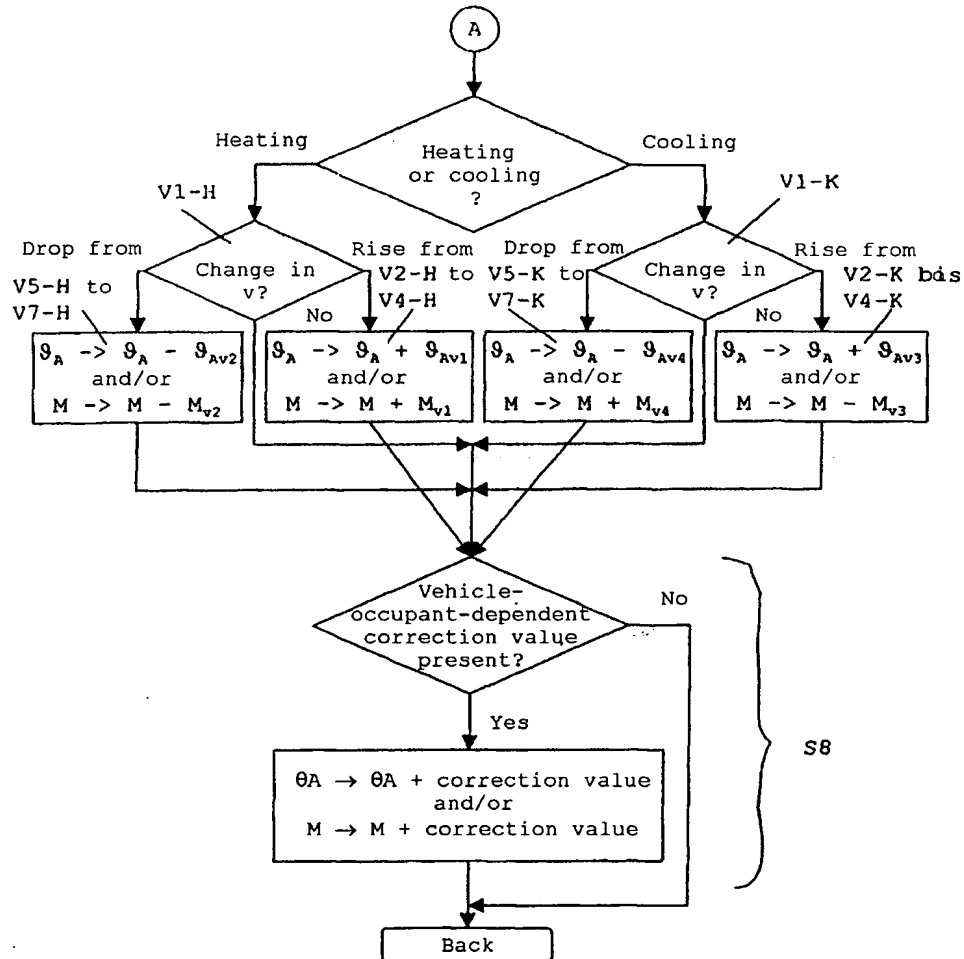 A
Heating
Cooling
Heating
or cooling
?
V1-H
V1-K
Drop from
V5-H to
V7-H
Change in
v?
Rise from
V2-H to
V4-H
No
Drop from
V5-K to
V7-K
Change in
v?
Rise from
V2-K bis
V4-K
No
ϑA -> ϑA - ϑAv2
and/or
M -> M - Mv2
ϑA -> ϑA + ϑAv1
and/or
M -> M + Mv1
ϑA -> ϑA - ϑAv4
and/or
M -> M + Mv4
ϑA -> ϑA + ϑAv3
and/or
M -> M - Mv3
Vehicle-
occupant-dependent
correction value
present?
No
Yes
S8
θA → θA + correction value
and/or
M → M + correction value
Back